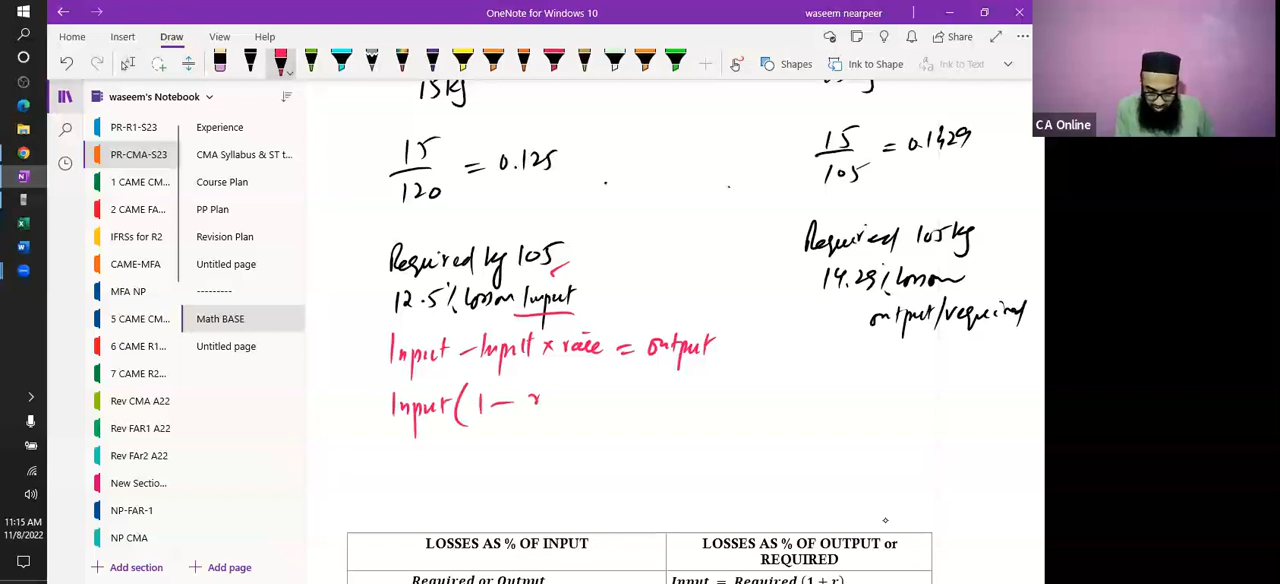 OneNote for Windows 10
waseem nearpeer
Home Insert Draw View Help
Share
Shapes
Ink to Shape
Ink to Text
waseem's Notebook
PR-R1-S23
PR-CMA-S23
1 CAME CM...
2 CAME FA...
IFRSs for R2
CAME-MFA
MFA NP
5 CAME CM...
6 CAME R1...
7 CAME R2...
Rev CMA A22
Rev FAR1 A22
Rev FAr2 A22
New Sectio...
NP-FAR-1
NP CMA
Add section
Experience
CMA Syllabus & ST t...
Course Plan
PP Plan
Revision Plan
Untitled page
---------
Math BASE
Untitled page
Add page
15kg
15/120 = 0.125
Required kg 105
12.5% loss on Input
Input - Input × rate = output
Input (1 - r
15/105 = 0.1429
Required 105kg
14.29% loss on
output/required
LOSSES AS % OF INPUT
LOSSES AS % OF OUTPUT or
REQUIRED
Required or Output
Input = Required (1 + r)
C A Online
11:15 AM
11/8/2022